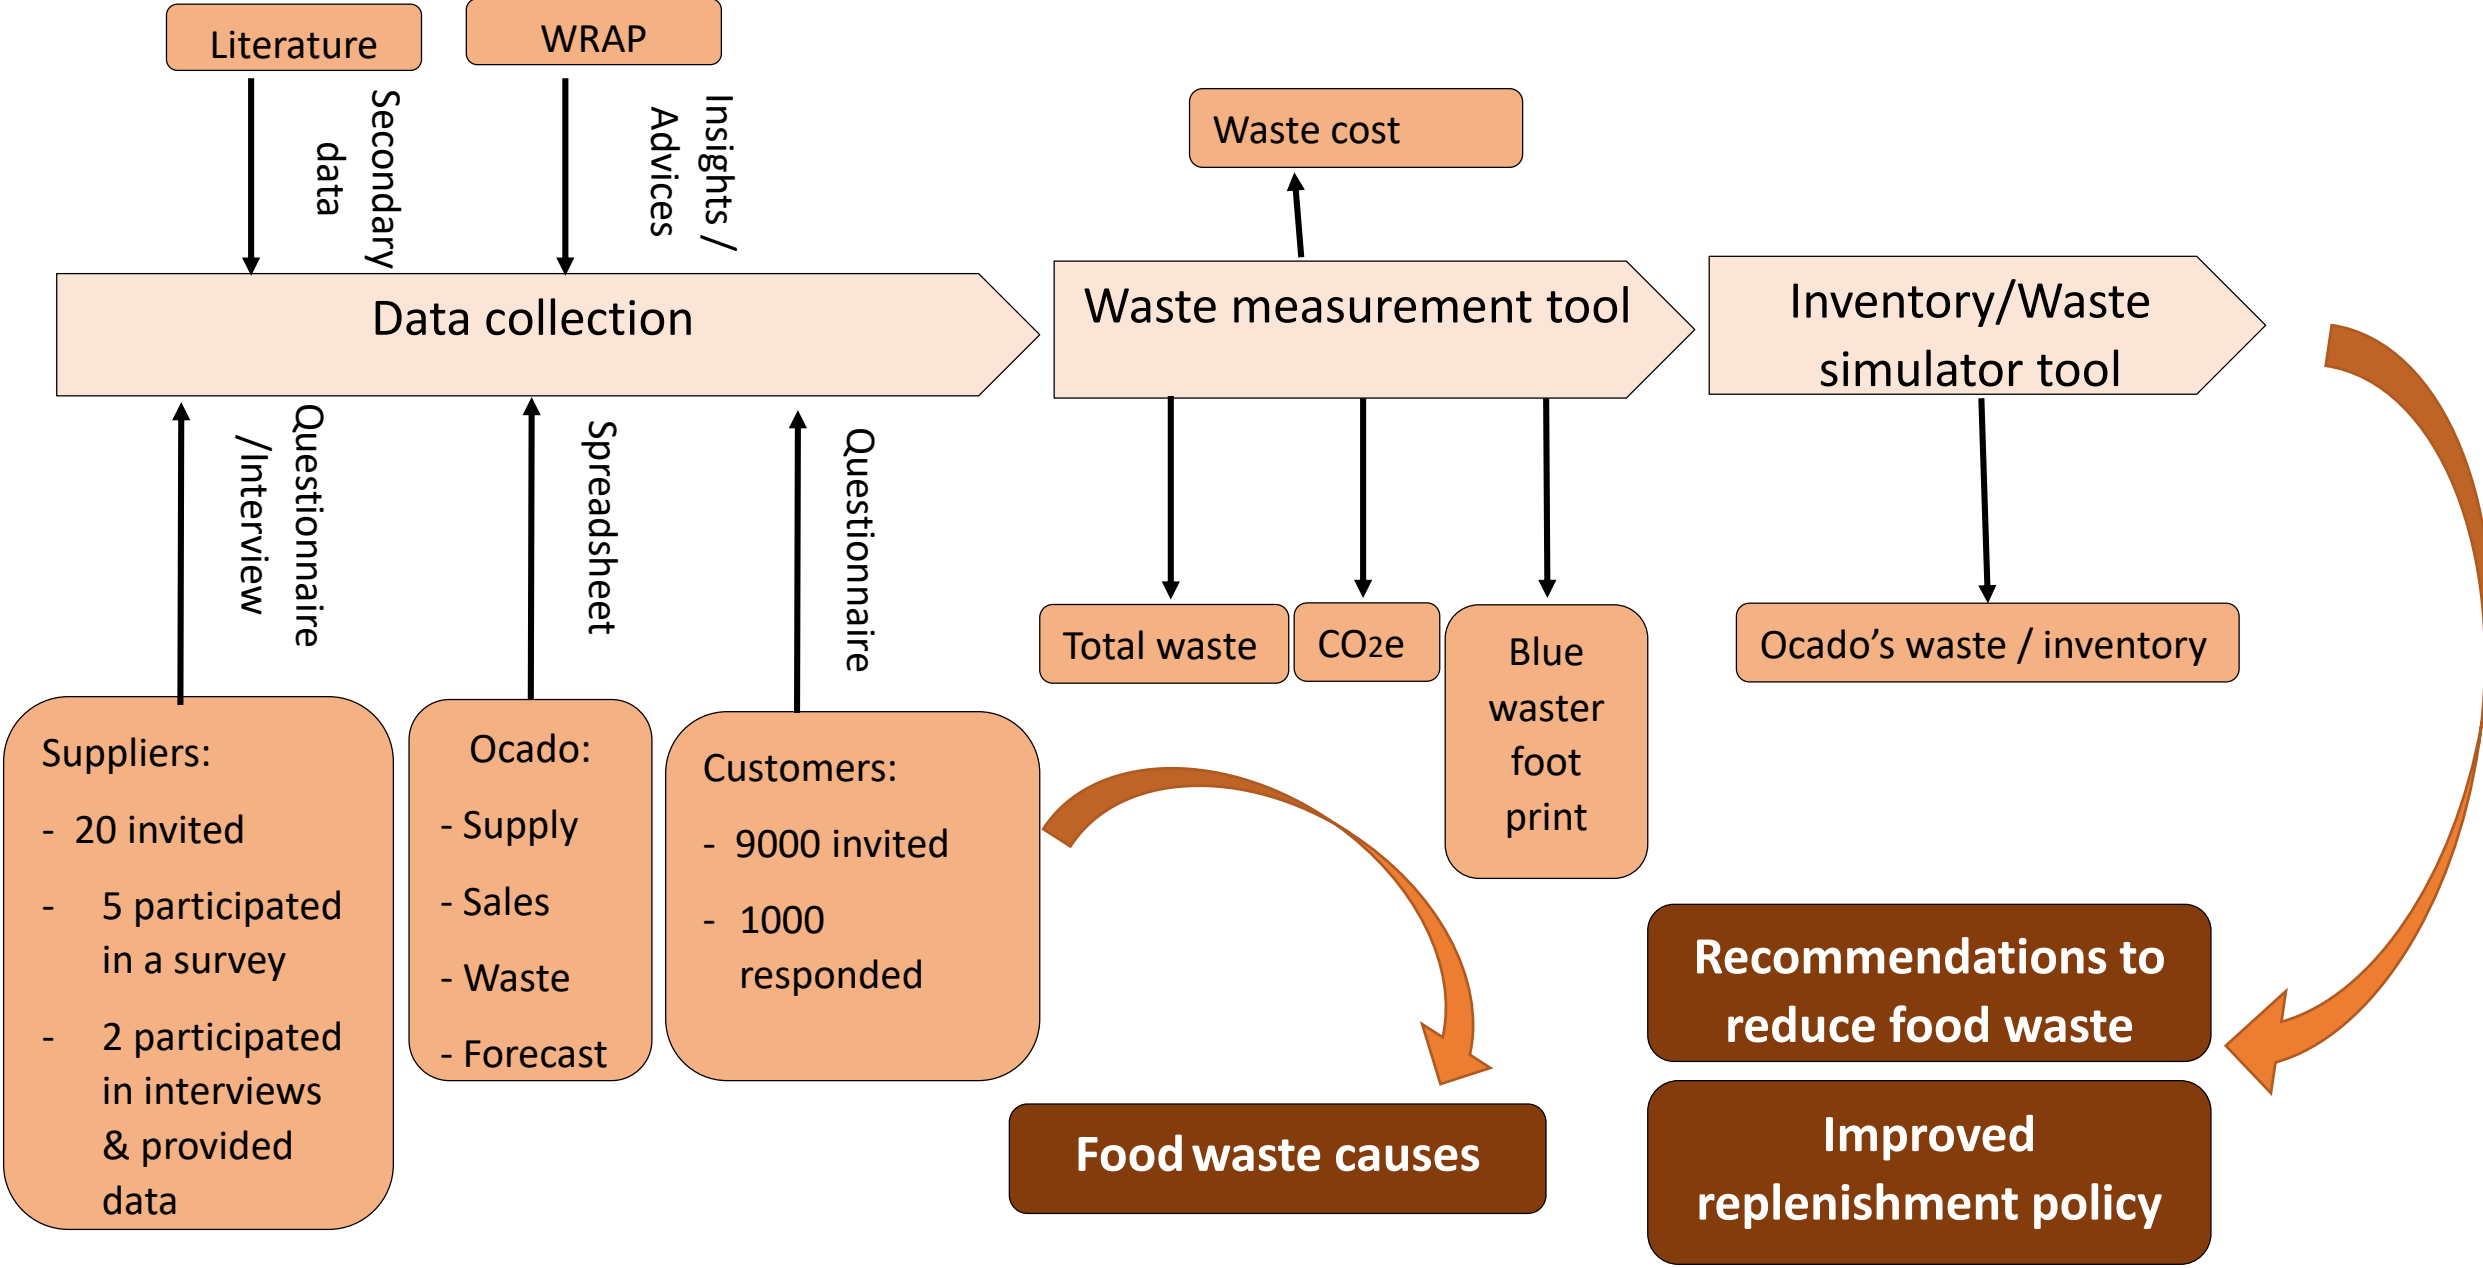 Literature
WRAP
Secondary
data
Insights /
Advices
Waste cost
Data collection
Waste measurement tool
Inventory/Waste
simulator tool
Questionnaire
/Interview
Spreadsheet
Questionnaire
Total waste
CO2e
Blue
waster
foot
print
Ocado’s waste / inventory
Suppliers:
- 20 invited
- 5 participated
in a survey
- 2 participated
in interviews
& provided
data
Ocado:
- Supply
- Sales
- Waste
- Forecast
Customers:
- 9000 invited
- 1000
responded
Food waste causes
Recommendations to
reduce food waste
Improved
replenishment policy